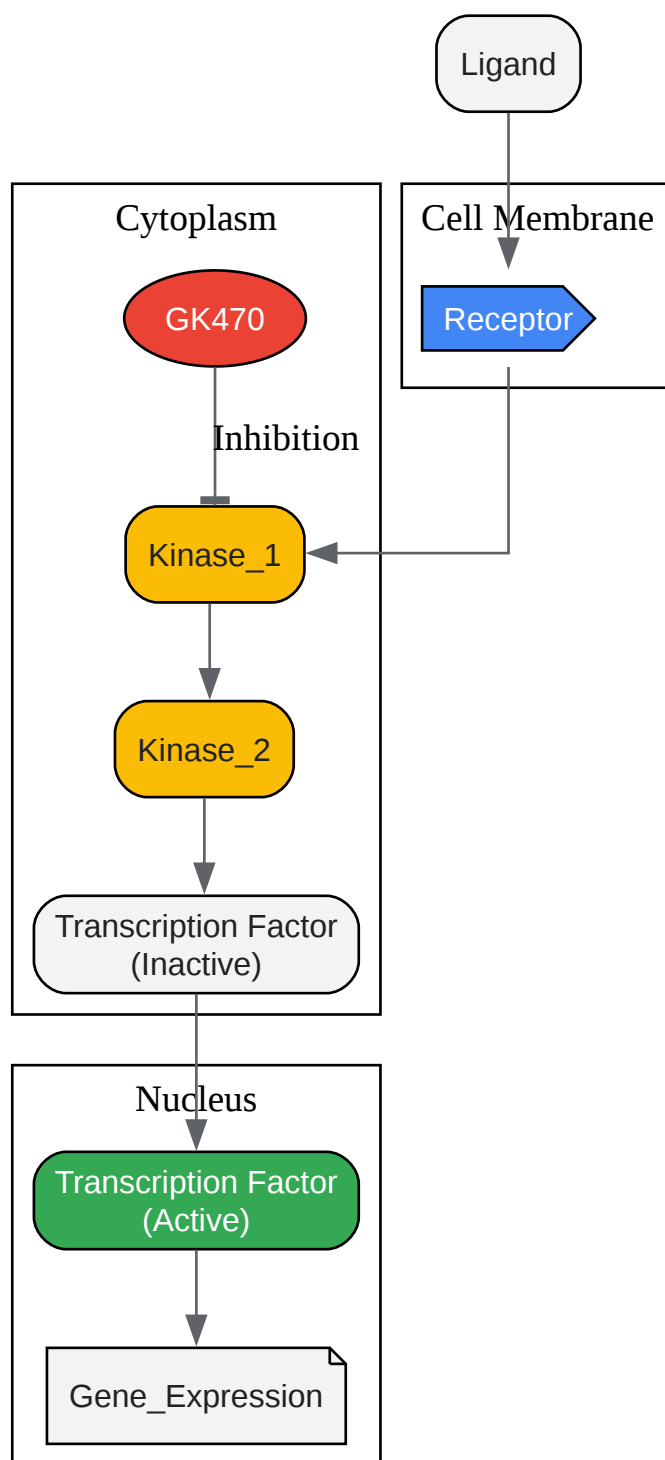 Ligand
Cytoplasm
Cell Membrane
GK470
Receptor
Inhibition
Kinase_1
Kinase_2
Transcription Factor
(Inactive)
Nucleus
Transcription Factor
(Active)
Gene_Expression